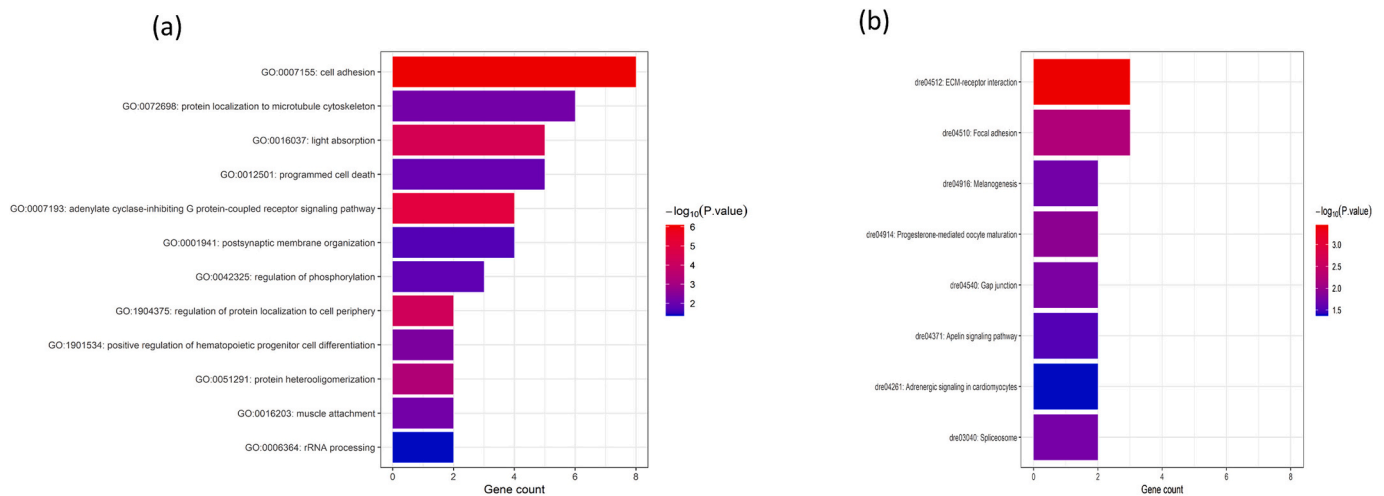 (a)
GO:0007155: cell adhesion
GO:0072698: protein localization to microtubule cytoskeleton
GO:0016037: light absorption
GO:0012501: programmed cell death
GO:0007193: adenylate cyclase-inhibiting G protein-coupled receptor signaling pathway
GO:0001941: postsynaptic membrane organization
GO:0042325: regulation of phosphorylation
GO:1904375: regulation of protein localization to cell periphery
GO:1901534: positive regulation of hematopoietic progenitor cell differentiation
GO:0051291: protein heterooligomerization
GO:0016203: muscle attachment
GO:0006364: rRNA processing
0 2 4 6 8
Gene count
−log10(P.value)
6
5
4
3
2
(b)
dre04512: ECM-receptor interaction
dre04510: Focal adhesion
dre04916: Melanogenesis
dre04914: Progesterone-mediated oocyte maturation
dre04540: Gap junction
dre04371: Apelin signaling pathway
dre04261: Adrenergic signaling in cardiomyocytes
dre03040: Spliceosome
0 2 4 6 8
Gene count
−log10(P.value)
3.0
2.5
2.0
1.5